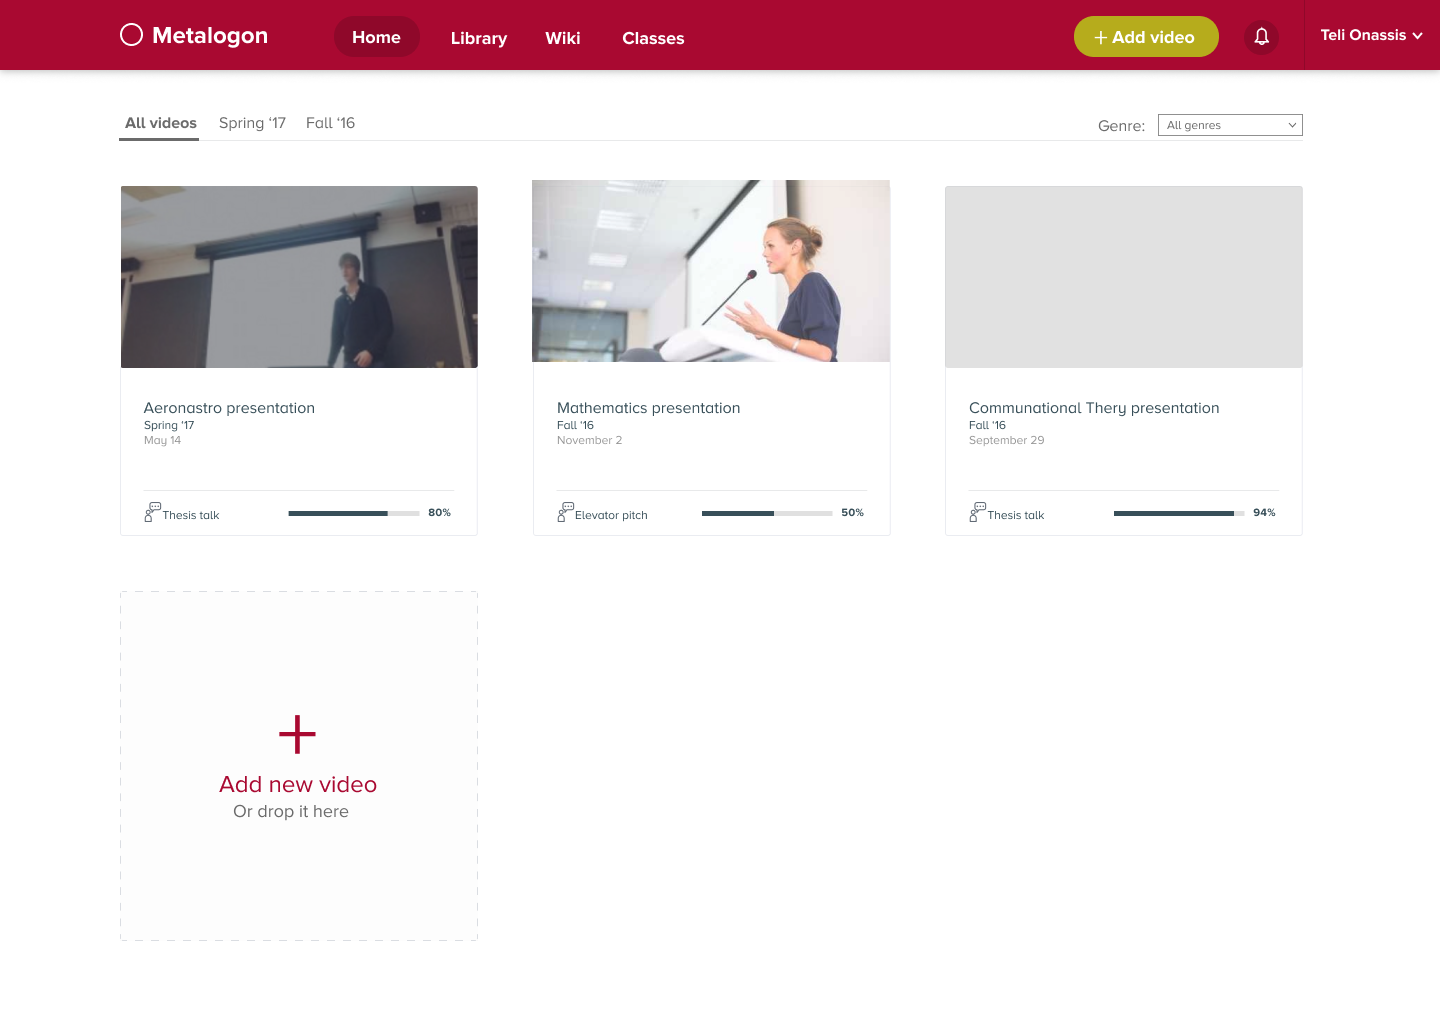 Metalogon
Home
Library
Wiki
Classes
Add video
Teli Onassis
All videos
Spring ‘17
Fall ‘16
Genre:
All genres
Aeronastro presentation
Spring ‘17
May 14
Thesis talk
80%
Mathematics presentation
Fall ‘16
November 2
Elevator pitch
50%
Communational Thery presentation
Fall ‘16
September 29
Thesis talk
94%
Add new video
Or drop it here